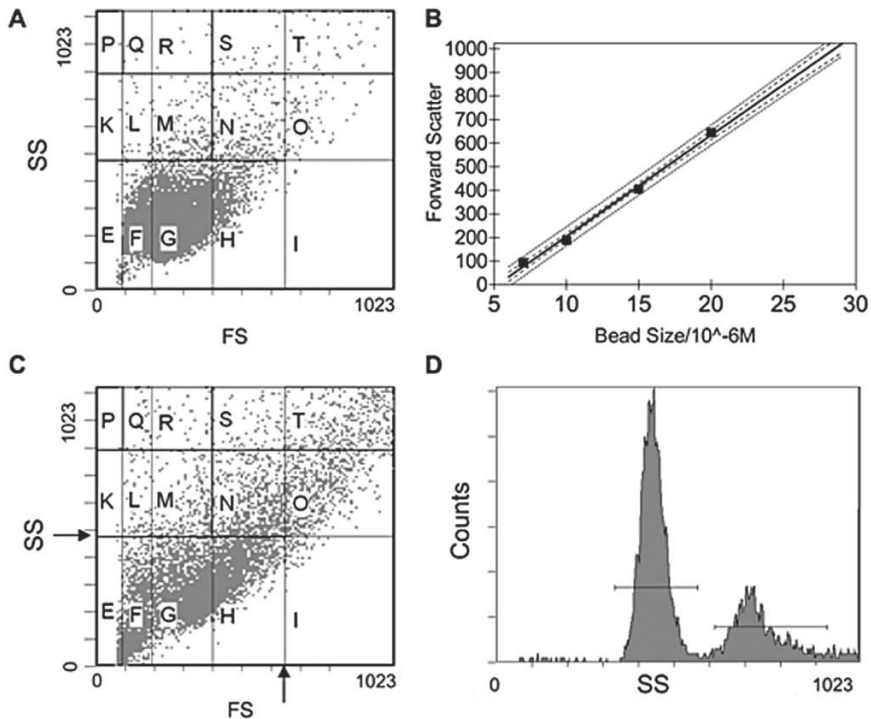 A
P Q R S T
K L M N O
E F G H I
SS
1023
0
0 1023
FS
B
1000
900
800
700
600
500
400
300
200
100
0
5 10 15 20 25 30
Forward Scatter
Bead Size/10^-6M
C
P Q R S T
K L M N O
E F G H I
SS
1023
0
0 1023
FS
D
Counts
0 SS 1023